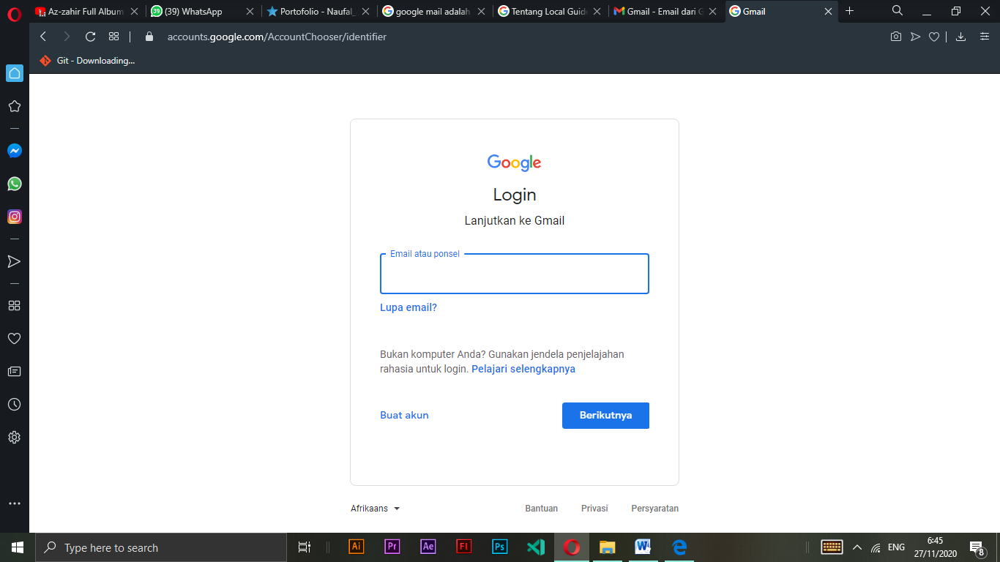 Az-zahir Full Album
(39) WhatsApp
Portofolio - Naufal_
google mail adalah
Tentang Local Guid
Gmail - Email dari G
Gmail
accounts.google.com/AccountChooser/identifier
Git - Downloading...
Google
Login
Lanjutkan ke Gmail
Email atau ponsel
Lupa email?
Bukan komputer Anda? Gunakan jendela penjelajahan
rahasia untuk login. Pelajari selengkapnya
Buat akun
Berikutnya
Afrikaans
Bantuan
Privasi
Persyaratan
Type here to search
Ai
Pr
Ae
Fl
Ps
W
ENG
6:45
27/11/2020
8